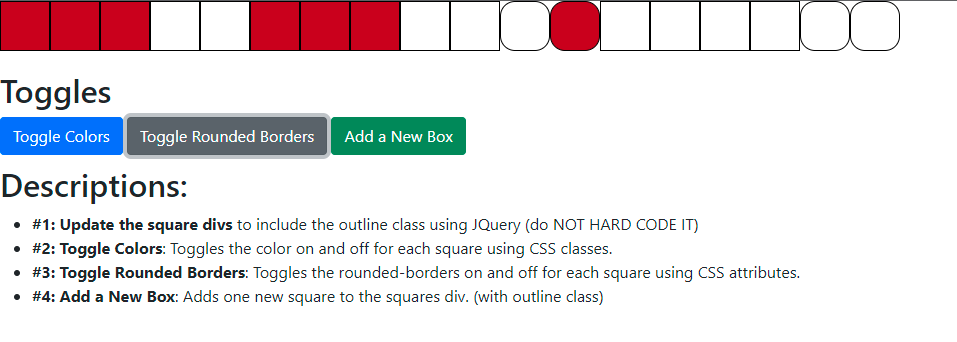 Toggles
Toggle Colors Toggle Rounded Borders Add a New Box
Descriptions:
#1: Update the square divs to include the outline class using JQuery (do NOT HARD CODE IT)
#2: Toggle Colors: Toggles the color on and off for each square using CSS classes.
#3: Toggle Rounded Borders: Toggles the rounded-borders on and off for each square using CSS attributes.
#4: Add a New Box: Adds one new square to the squares div. (with outline class)